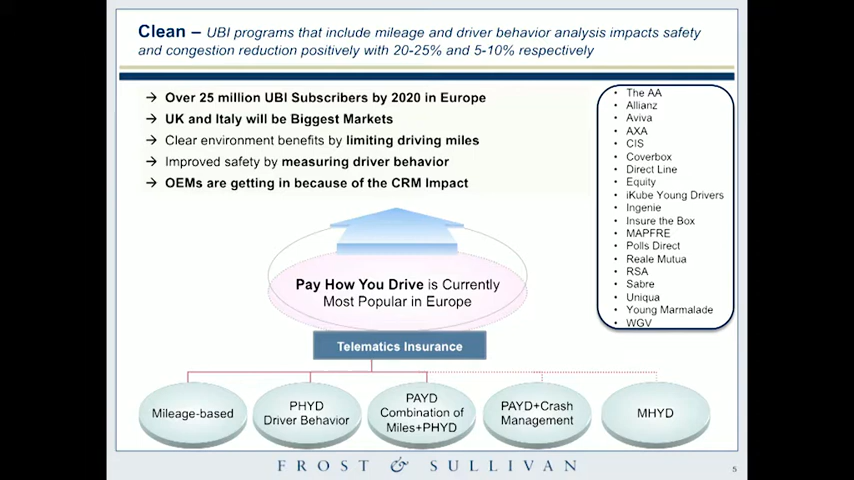 Clean – UBI programs that include mileage and driver behavior analysis impacts safety
and congestion reduction positively with 20-25% and 5-10% respectively
→ Over 25 million UBI Subscribers by 2020 in Europe
→ UK and Italy will be Biggest Markets
→ Clear environment benefits by limiting driving miles
→ Improved safety by measuring driver behavior
→ OEMs are getting in because of the CRM Impact
• The AA
• Allianz
• Aviva
• AXA
• CIS
• Coverbox
• Direct Line
• Equity
• iKube Young Drivers
• Ingenie
• Insure the Box
• MAPFRE
• Polls Direct
• Reale Mutua
• RSA
• Sabre
• Uniqua
• Young Marmalade
• WGV
Pay How You Drive is Currently
Most Popular in Europe
Telematics Insurance
Mileage-based
PHYD
Driver Behavior
PAYD
Combination of
Miles+PHYD
PAYD+Crash
Management
MHYD
FROST & SULLIVAN
5